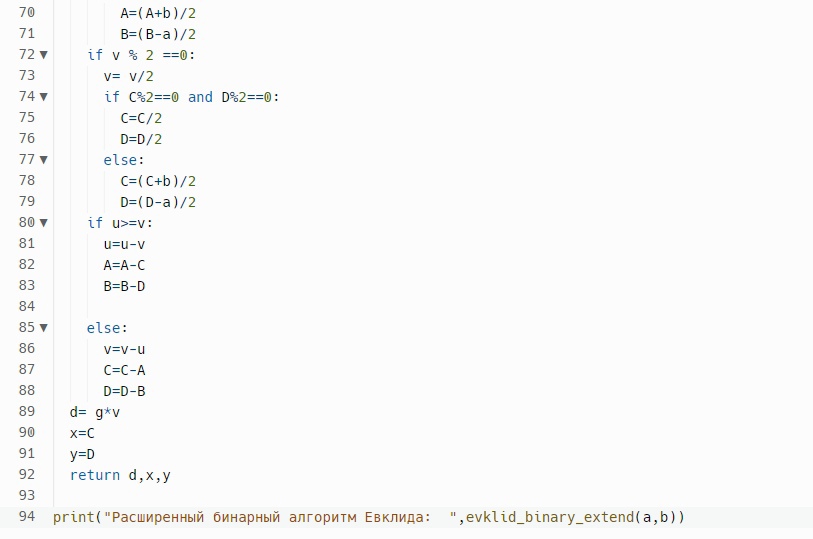 70 A=(A+b)/2
71 B=(B-a)/2
72 if v % 2 ==0:
73 v= v/2
74 if C%2==0 and D%2==0:
75 C=C/2
76 D=D/2
77 else:
78 C=(C+b)/2
79 D=(D-a)/2
80 if u>=v:
81 u=u-v
82 A=A-C
83 B=B-D
84
85 else:
86 v=v-u
87 C=C-A
88 D=D-B
89 d= g*v
90 x=C
91 y=D
92 return d,x,y
93
94 print("Расширенный бинарный алгоритм Евклида:  ",evklid_binary_extend(a,b))